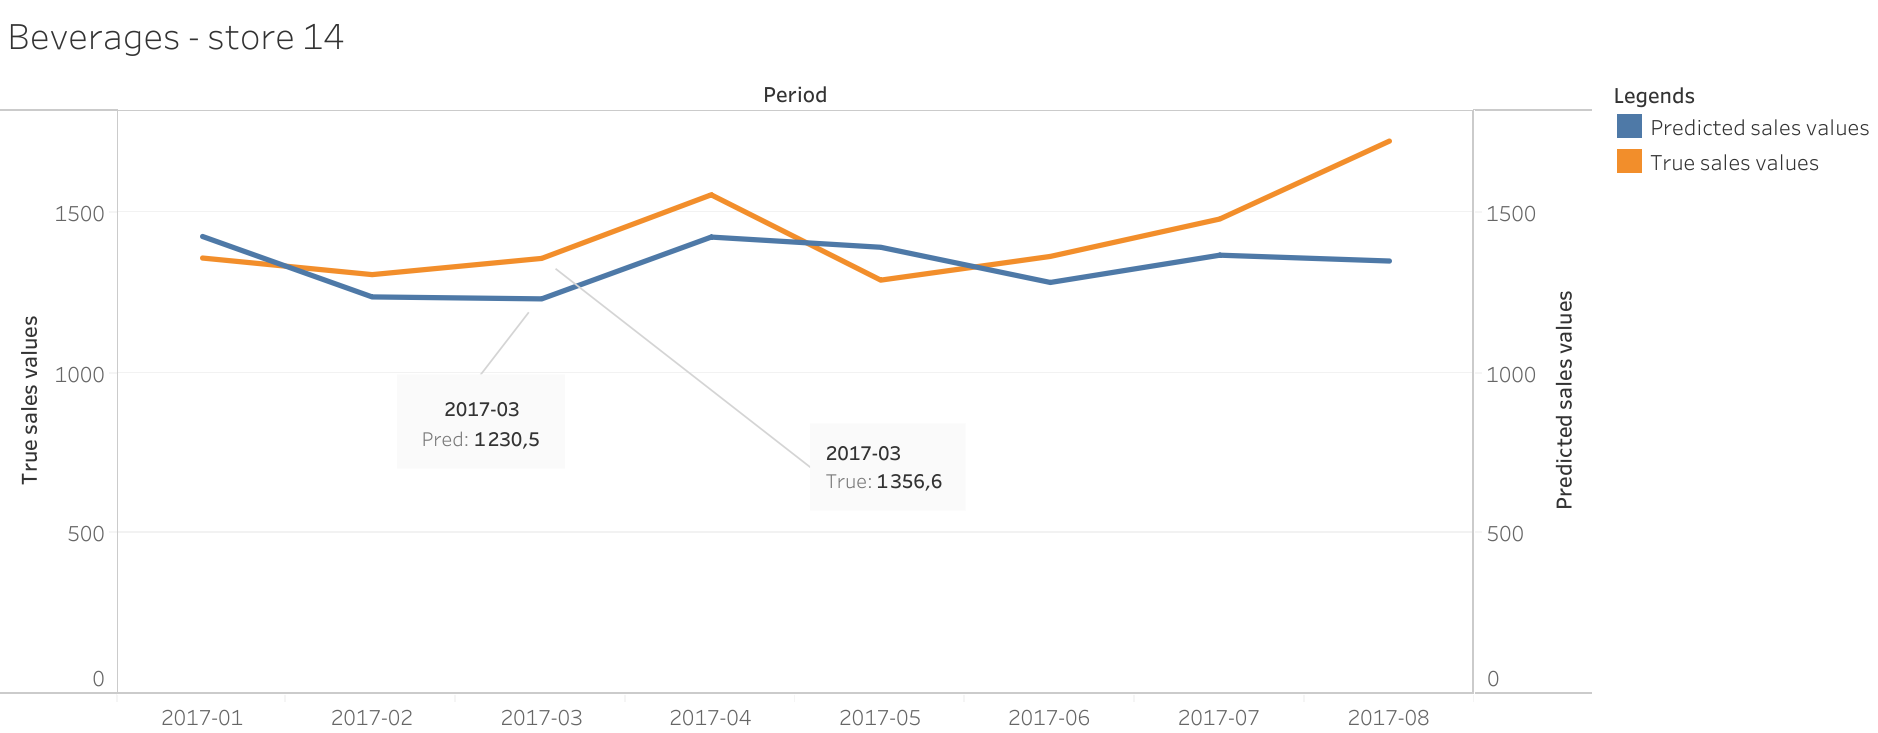 Beverages - store 14
Period
Legends
Predicted sales values
True sales values
True sales values
1500
1000
500
0
1500
1000
500
0
Predicted sales values
2017-03
Pred: 1230,5
2017-03
True: 1356,6
2017-01 2017-02 2017-03 2017-04 2017-05 2017-06 2017-07 2017-08